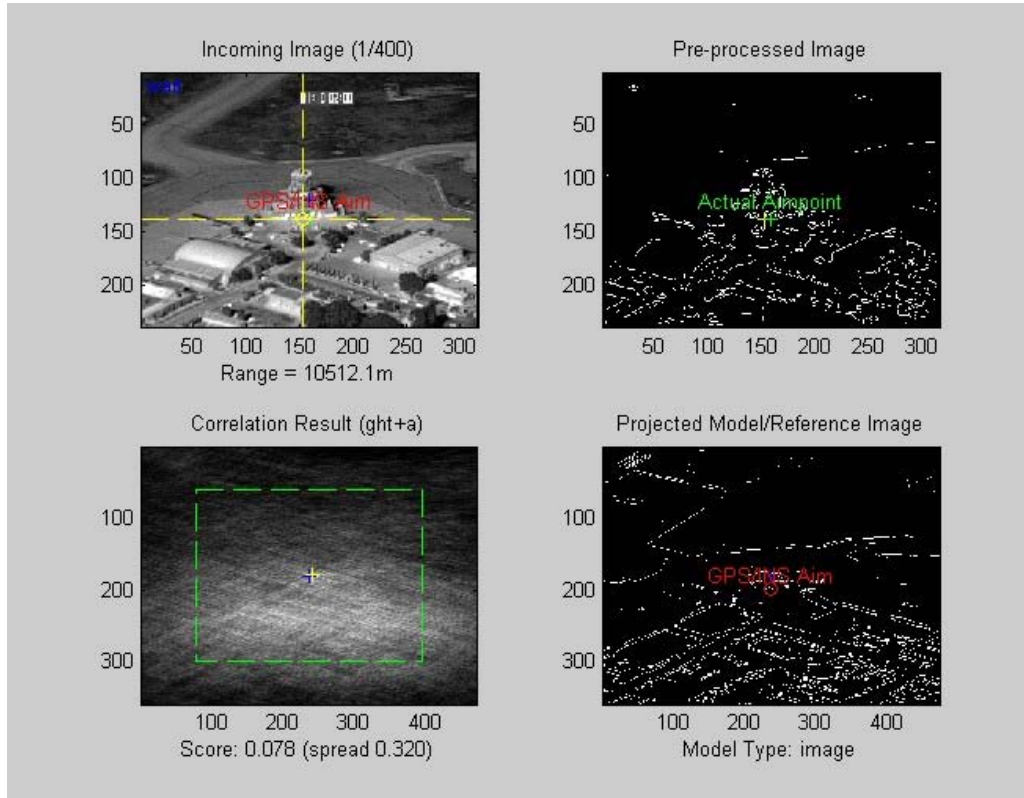 Incoming Image (1/400)
Pre-processed Image
50
100
150
200
GPS/INS Aim
50 100 150 200 250 300
Range = 10512.1m
50
100
150
200
Actual Aimpoint
50 100 150 200 250 300
Correlation Result (ght+a)
Projected Model/Reference Image
100
200
300
100 200 300 400
Score: 0.078 (spread 0.320)
100
200
300
GPS/INS Aim
100 200 300 400
Model Type: image